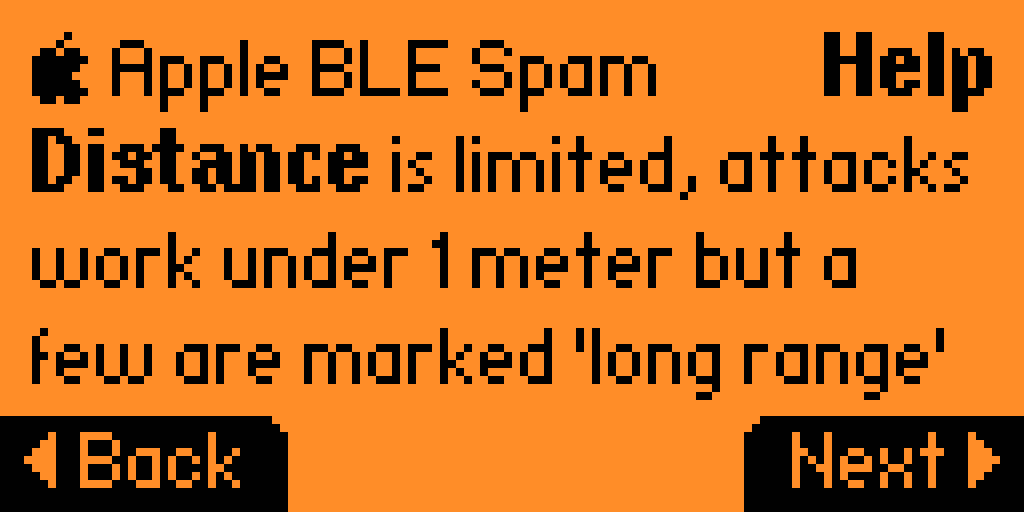 Apple BLE Spam Help
Distance is limited, attacks
work under 1 meter but a
few are marked 'long range'
Back Next